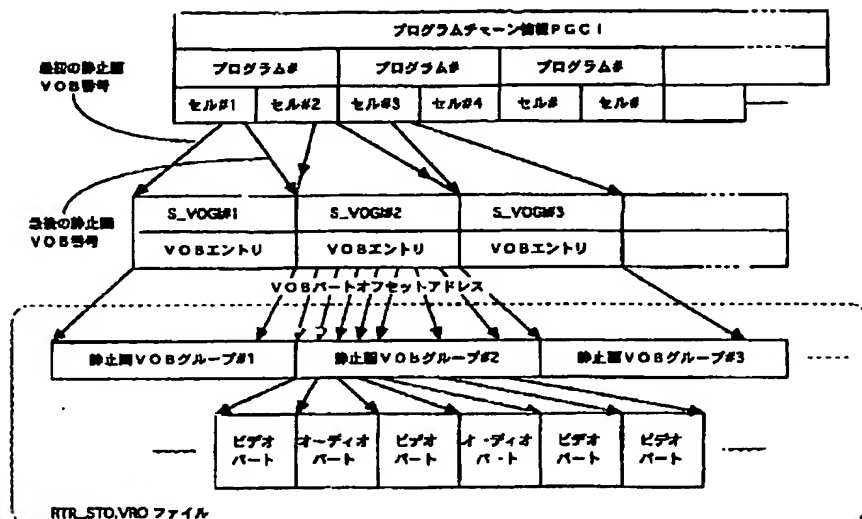 プログラムチェーン情報PGCI
プログラム# プログラム# プログラム#
セル#1 セル#2 セル#3 セル#4 セル# セル#
最初の静止画
VOB番号
最後の静止画
VOB番号
S_VOGI#1 S_VOGI#2 S_VOGI#3
VOBエントリ VOBエントリ VOBエントリ
VOBパートオフセットアドレス
静止画VOBグループ#1 静止画VOBグループ#2 静止画VOBグループ#3
ビデオ オーディオ ビデオ オーディオ ビデオ ビデオ
パート パート パート パート パート パート
RTR_STO.VRO ファイル